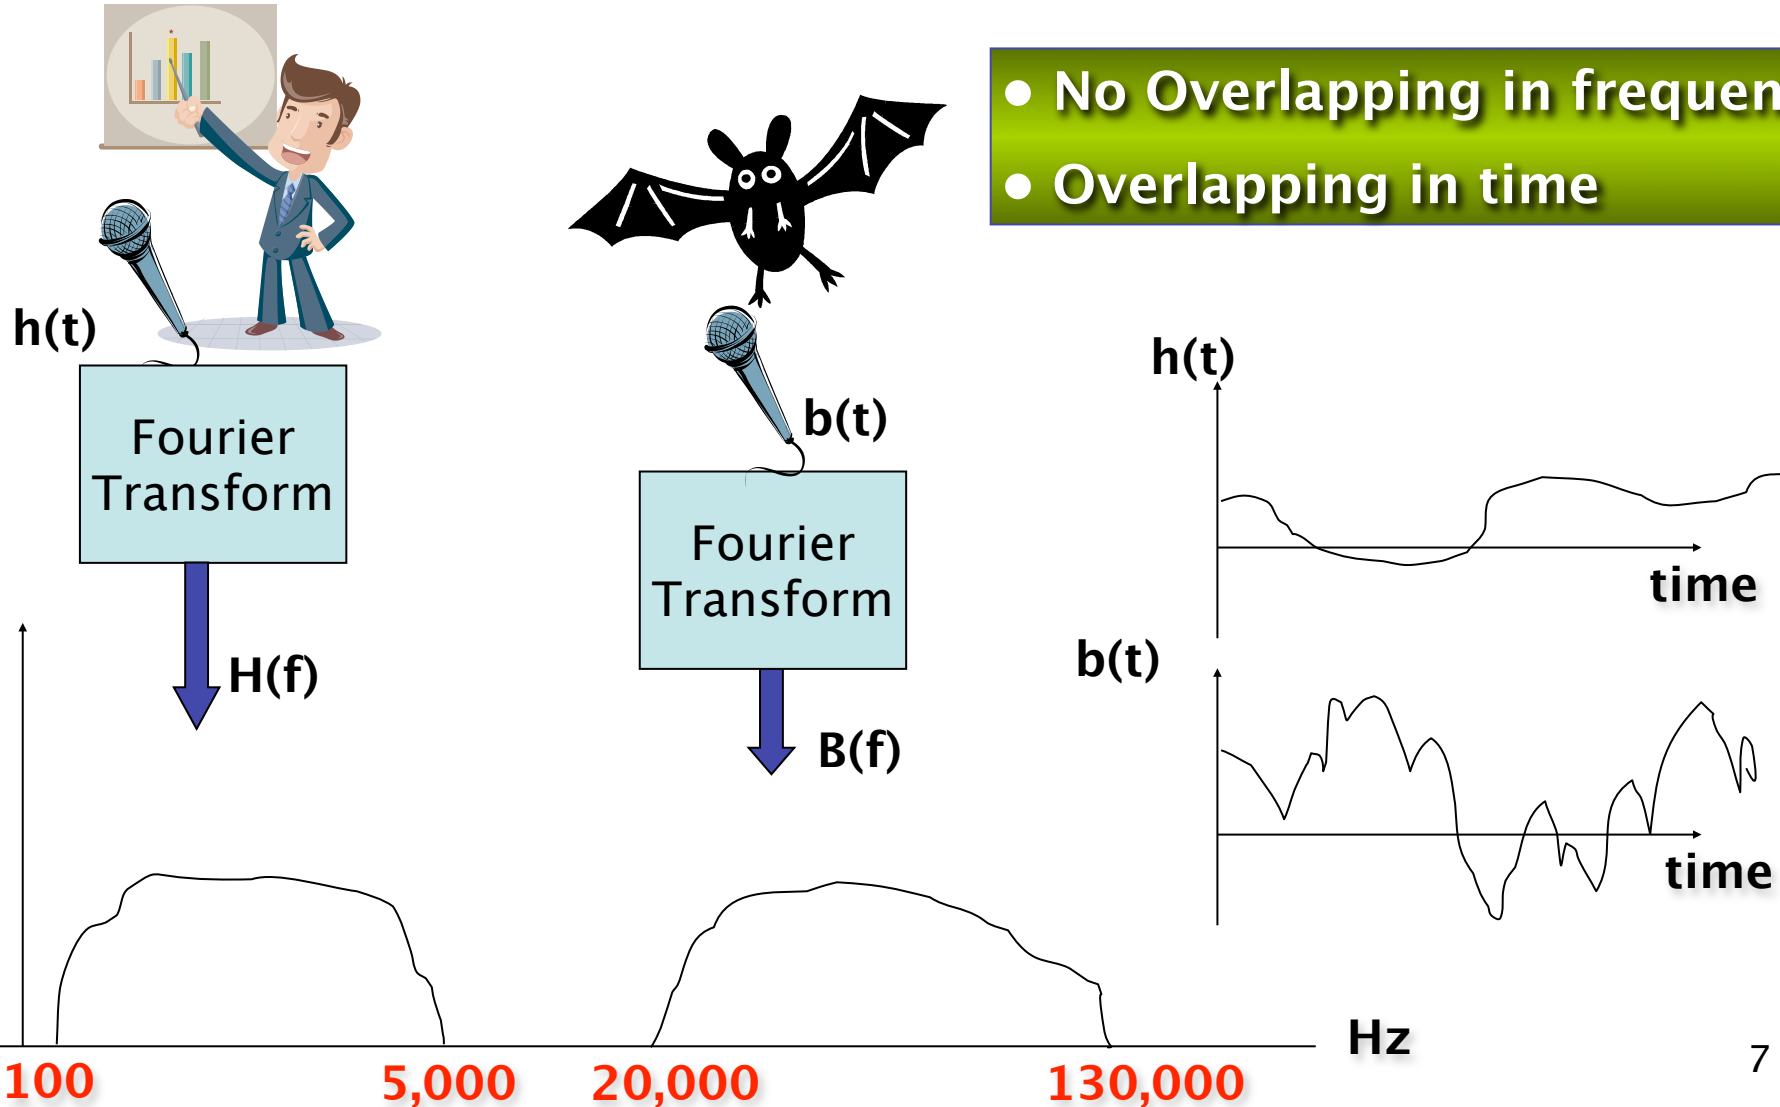 • No Overlapping in frequen
• Overlapping in time
h(t)
Fourier
Transform
H(f)
b(t)
Fourier
Transform
B(f)
h(t)
time
b(t)
time
Hz
100 5,000 20,000 130,000
7